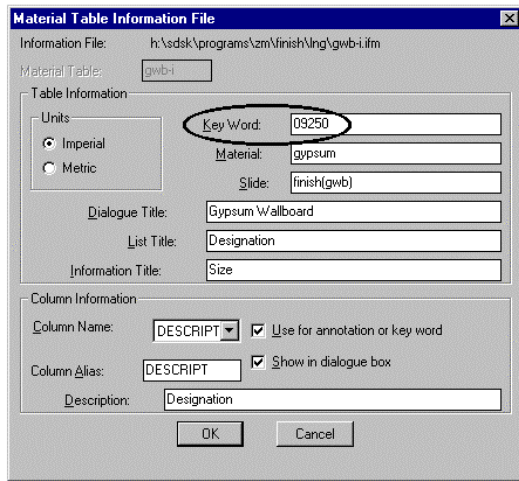 Material Table Information File
Information File: h:\sdsk\programs\zm\finish\lng\gwb-i.ifm
Material Table: gwb-i
Table Information
Units
Imperial
Metric
Key Word: 09250
Material: gypsum
Slide: finish(gwb)
Dialogue Title: Gypsum Wallboard
List Title: Designation
Information Title: Size
Column Information
Column Name: DESCRIPT Use for annotation or key word
Show in dialogue box
Column Alias: DESCRIPT
Description: Designation
OK Cancel